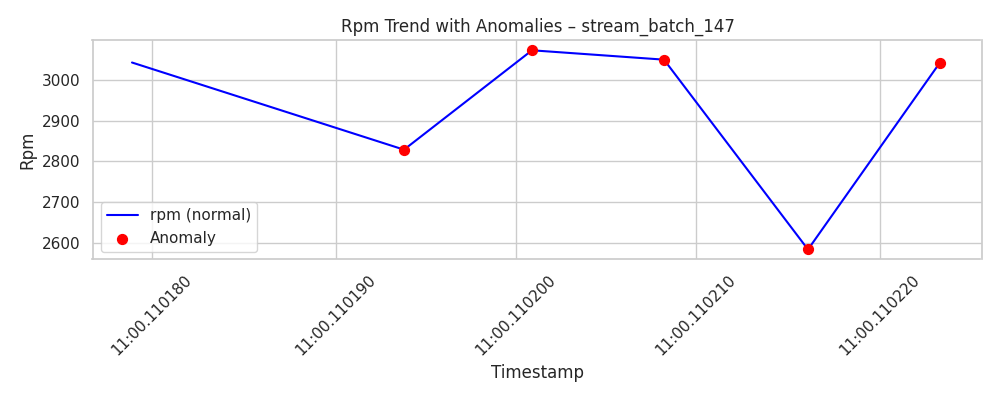 Rpm Trend with Anomalies – stream_batch_147
Rpm
3000
2900
2800
2700
2600
rpm (normal)
Anomaly
11:00.110180
11:00.110190
11:00.110200
11:00.110210
11:00.110220
Timestamp